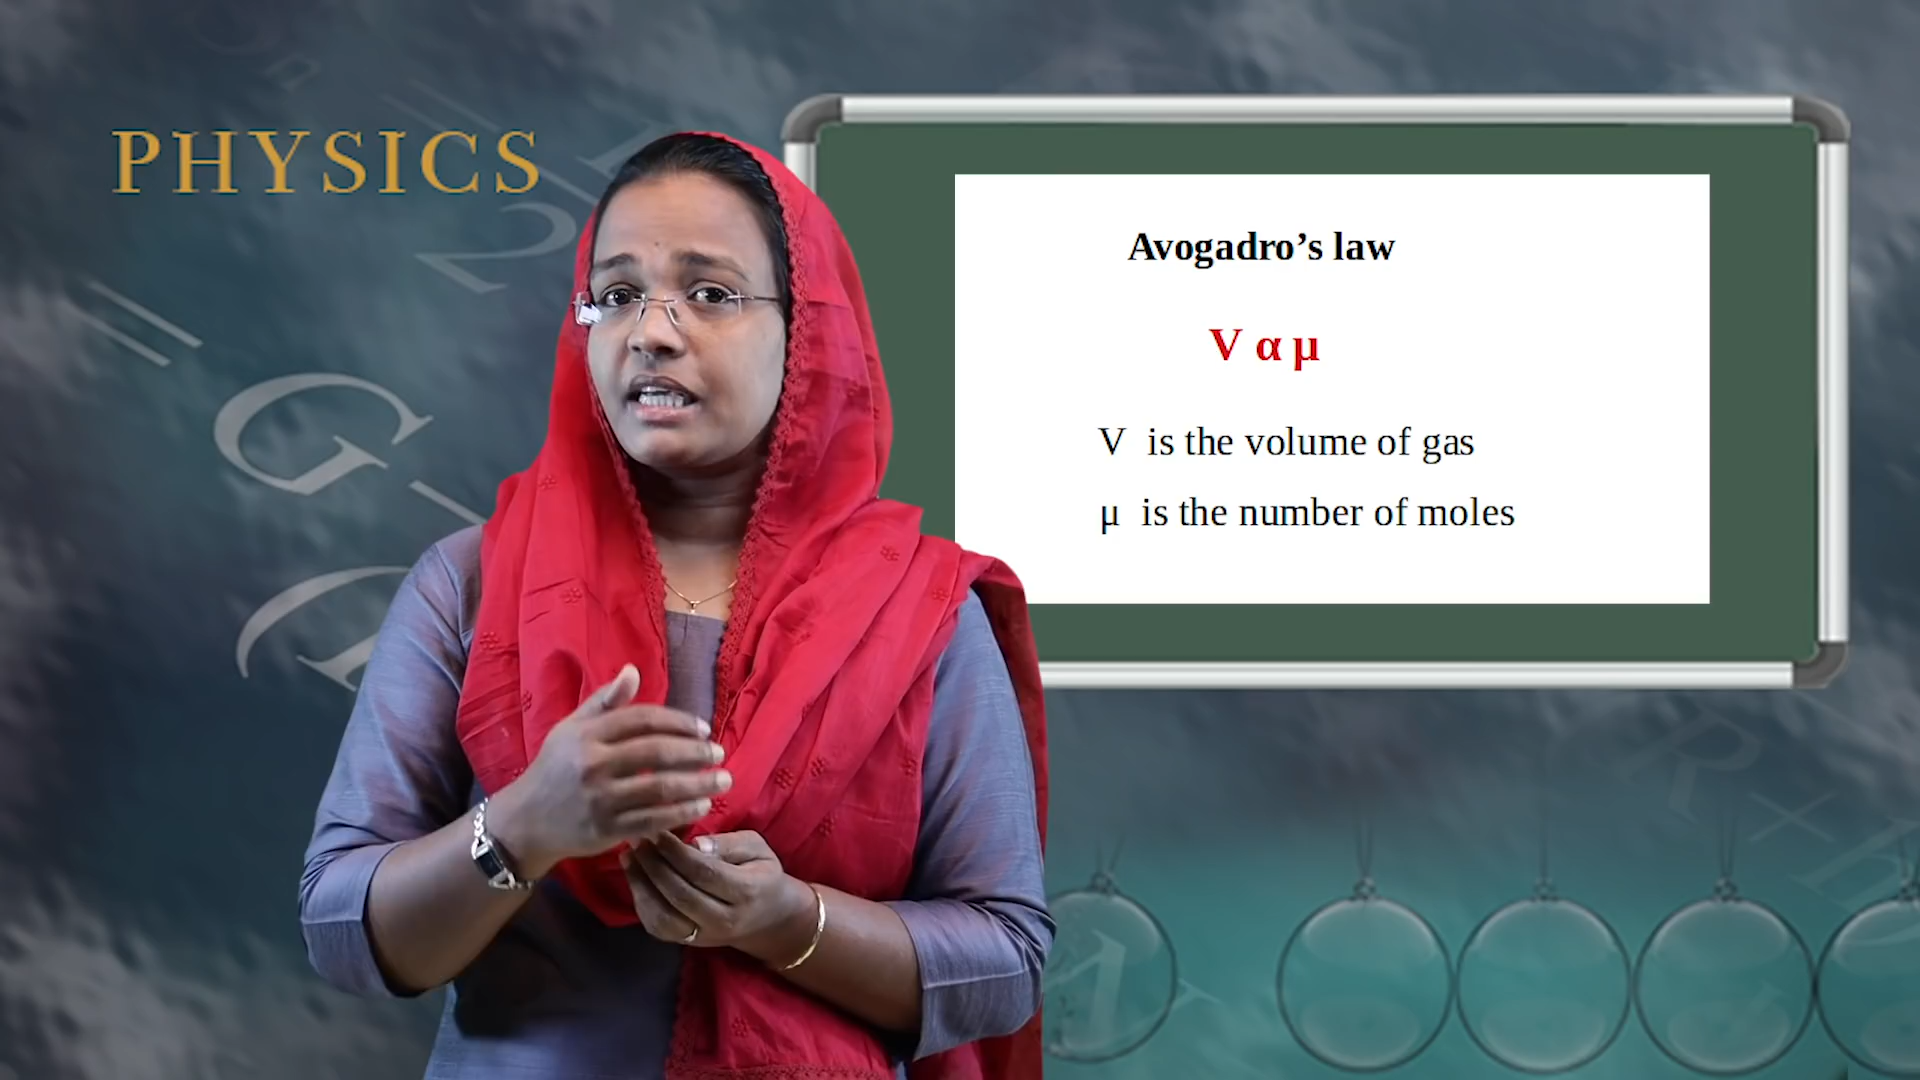 PHYSICS
Avogadro’s law
V α μ
V is the volume of gas
μ is the number of moles